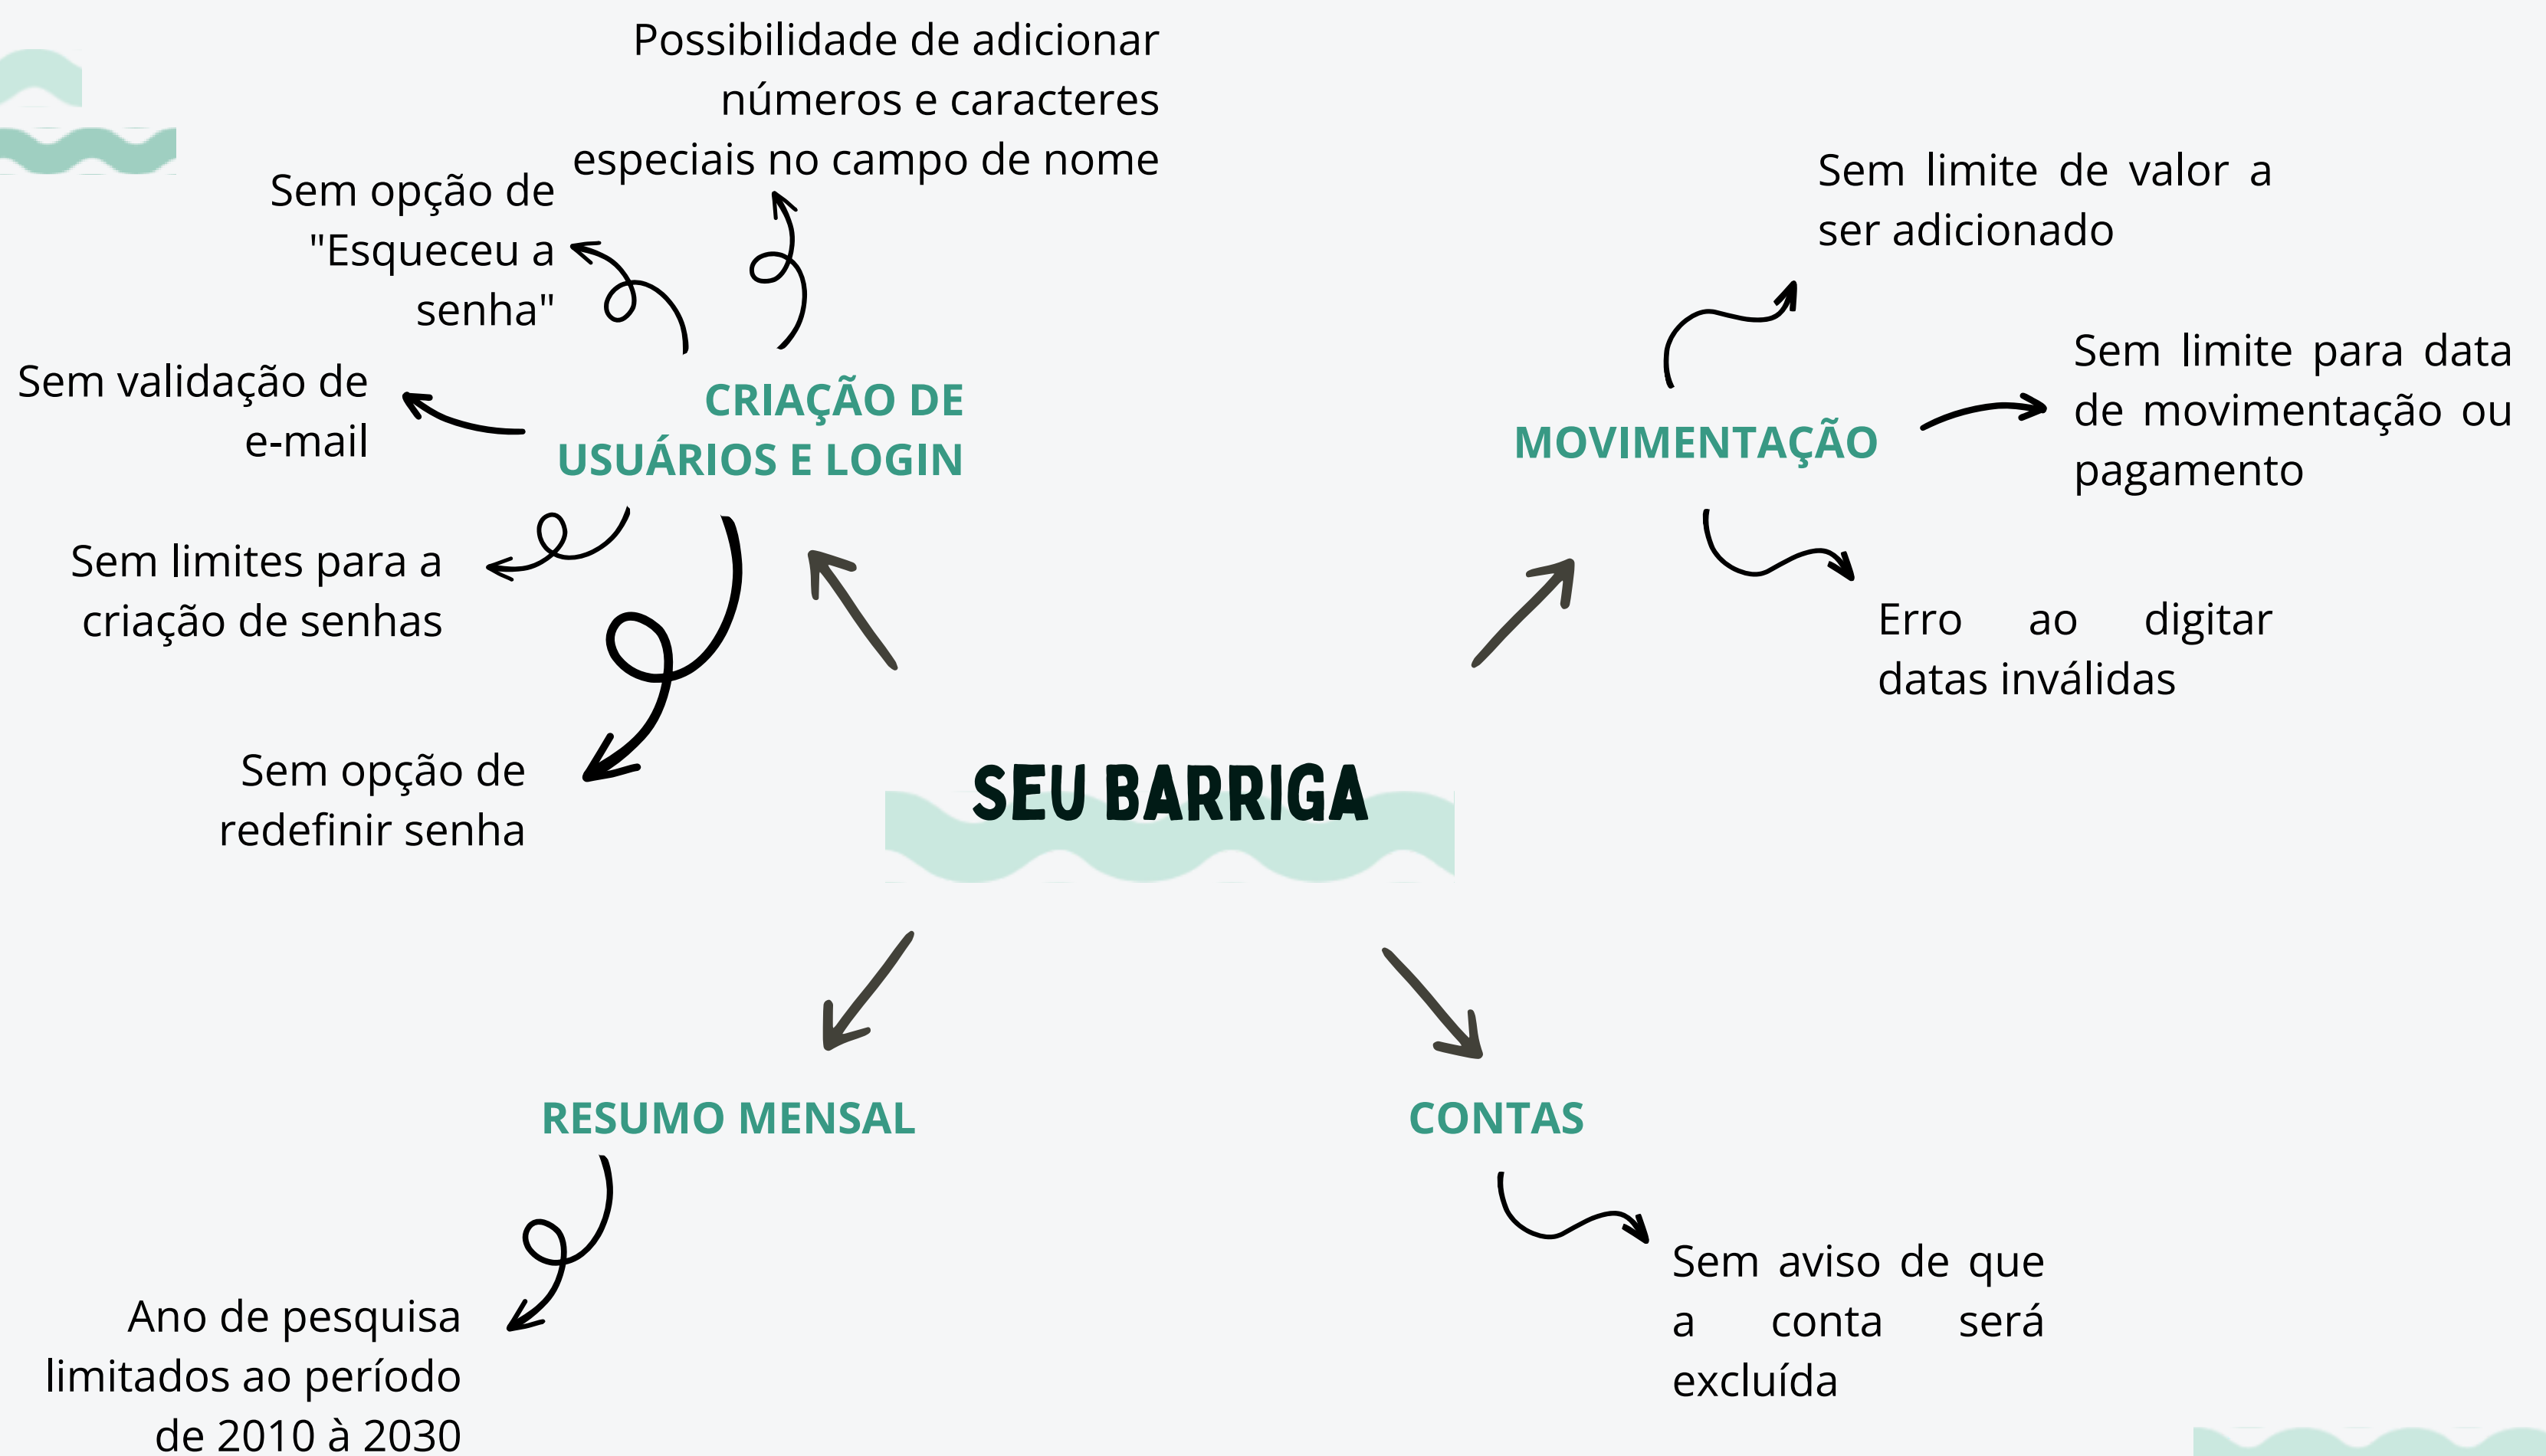 Possibilidade de adicionar
números e caracteres
especiais no campo de nome
Sem opção de
"Esqueceu a
senha"
Sem validação de
e-mail
CRIAÇÃO DE
USUÁRIOS E LOGIN
Sem limites para a
criação de senhas
Sem opção de
redefinir senha
Sem limite de valor a
ser adicionado
Sem limite para data
de movimentação ou
pagamento
MOVIMENTAÇÃO
Erro ao digitar
datas inválidas
SEU BARRIGA
RESUMO MENSAL
Ano de pesquisa
limitados ao período
de 2010 à 2030
CONTAS
Sem aviso de que
a conta será
excluída